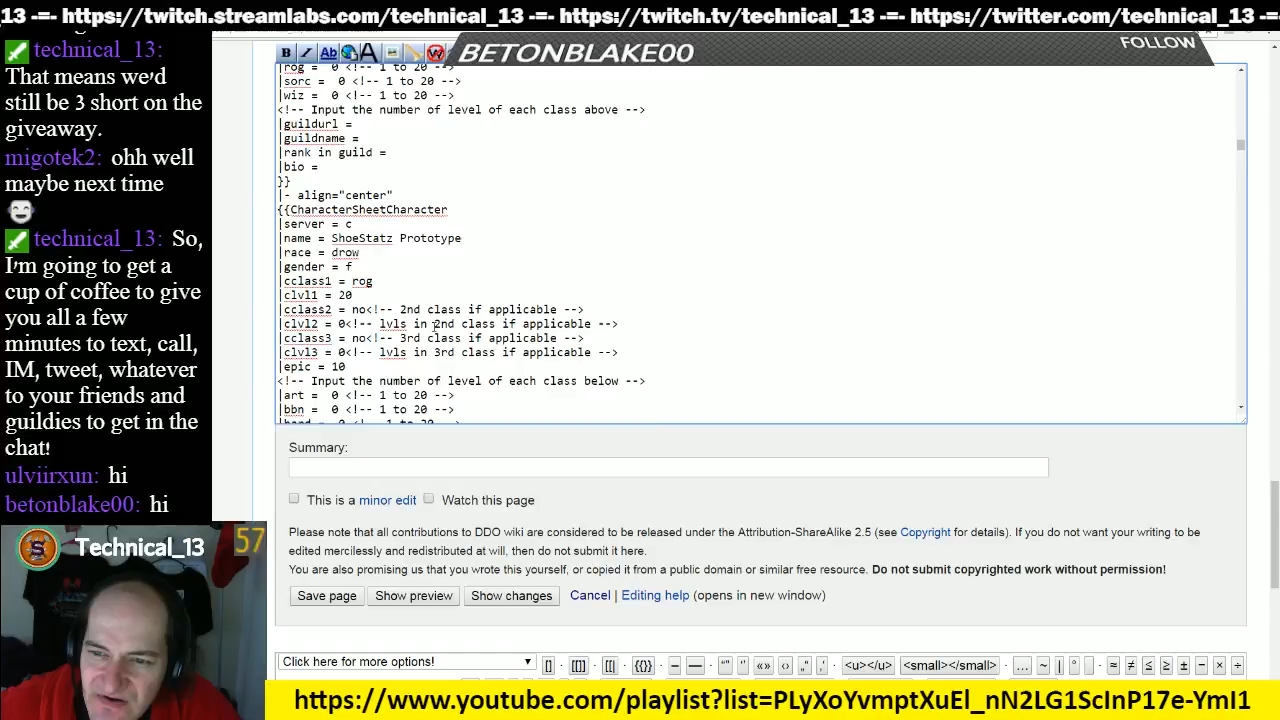 13 -=- https://twitch.streamlabs.com/technical_13 -=- https://twitch.tv/technical_13 -=- https://twitter.com/technical_13 -=
technical_13:
That means we'd
still be 3 short on the
giveaway.
migotek2: ohh well
maybe next time
technical_13: So,
I'm going to get a
cup of coffee to give
you all a few
minutes to text, call,
IM, tweet, whatever
to your friends and
guildies to get in the
chat!
ulviirxun: hi
betonblake00: hi
Technical_13
57
B I Ab A
BETONBLAKE00
FOLLOW
|rog = 0 <!-- 1 to 20 -->
|sorc = 0 <!-- 1 to 20 -->
|wiz = 0 <!-- 1 to 20 -->
<!-- Input the number of level of each class above -->
|guildurl =
|guildname =
|rank in guild =
|bio =
}}
|- align="center"
{{CharacterSheetCharacter
|server = c
|name = ShoeStatz Prototype
|race = drow
|gender = f
|cclass1 = rog
|clvl1 = 20
|cclass2 = no<!-- 2nd class if applicable -->
|clvl2 = 0<!-- lvls in 2nd class if applicable -->
|cclass3 = no<!-- 3rd class if applicable -->
|clvl3 = 0<!-- lvls in 3rd class if applicable -->
|epic = 10
<!-- Input the number of level of each class below -->
|art = 0 <!-- 1 to 20 -->
|bbn = 0 <!-- 1 to 20 -->
|bard = 0 <!-- 1 to 20 -->
Summary:
This is a minor edit Watch this page
Please note that all contributions to DDO wiki are considered to be released under the Attribution-ShareAlike 2.5 (see Copyright for details). If you do not want your writing to be
edited mercilessly and redistributed at will, then do not submit it here.
You are also promising us that you wrote this yourself, or copied it from a public domain or similar free resource. Do not submit copyrighted work without permission!
Save page Show preview Show changes Cancel | Editing help (opens in new window)
Click here for more options! [] · [[]] · [[| · {{}} · – — · “” ‘’ «» ‹› „“ ‚‘ · <u></u> · <small></small> · … ~ | ° · ≈ ≠ ≤ ≥ ± − × ÷
https://www.youtube.com/playlist?list=PLyXoYvmptXuEl_nN2LG1ScInP17e-YmI1